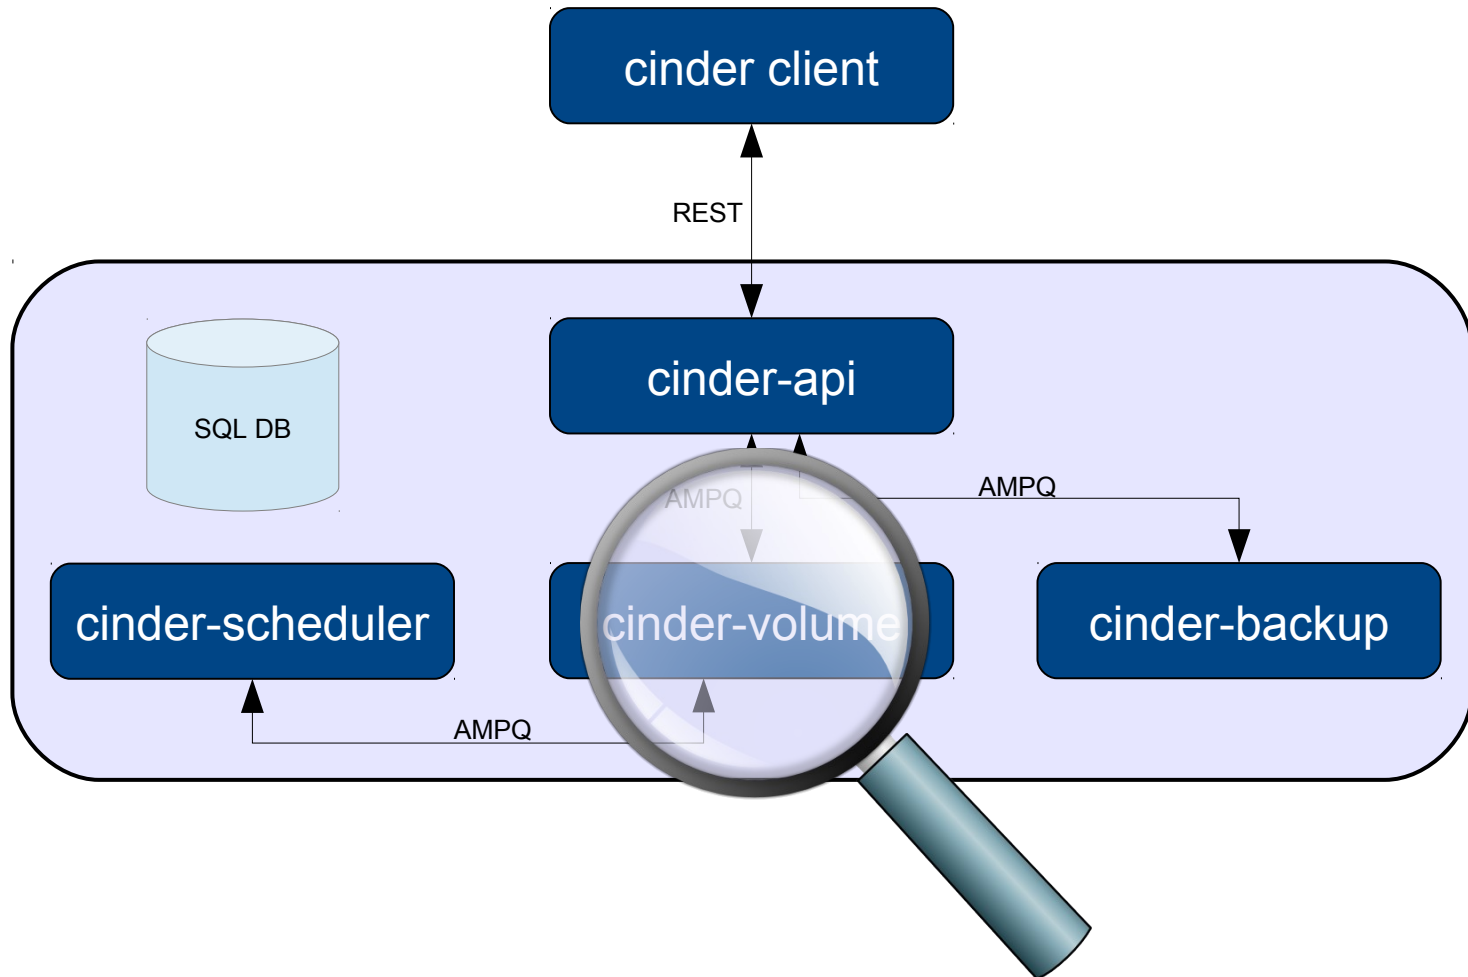 cinder client
REST
cinder-api
SQL DB
AMPQ
AMPQ
cinder-scheduler
cinder-volume
cinder-backup
AMPQ